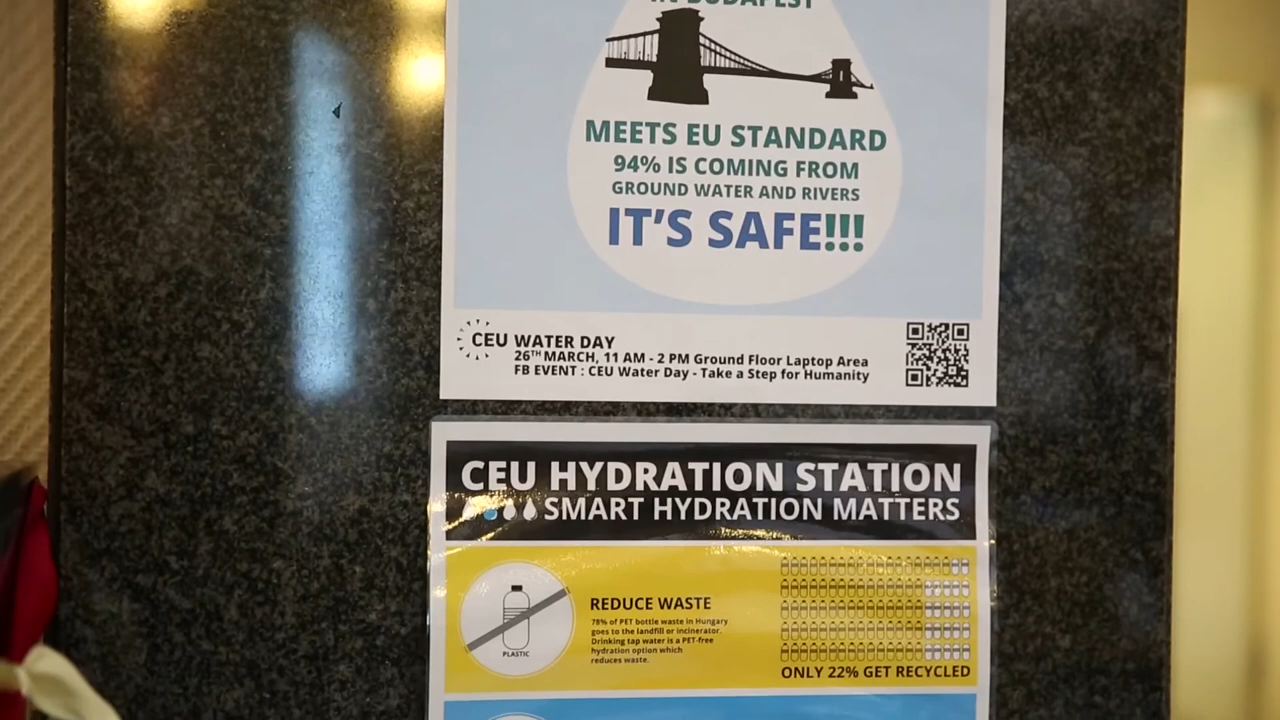 IN BUDAPEST
MEETS EU STANDARD
94% IS COMING FROM
GROUND WATER AND RIVERS
IT'S SAFE!!!
CEU WATER DAY
26TH MARCH, 11 AM - 2 PM Ground Floor Laptop Area
FB EVENT : CEU Water Day - Take a Step for Humanity
CEU HYDRATION STATION
SMART HYDRATION MATTERS
REDUCE WASTE
78% of PET bottle waste in Hungary
goes to the landfill or incinerator.
Drinking tap water is a PET-free
hydration option which
reduces waste.
PLASTIC
ONLY 22% GET RECYCLED